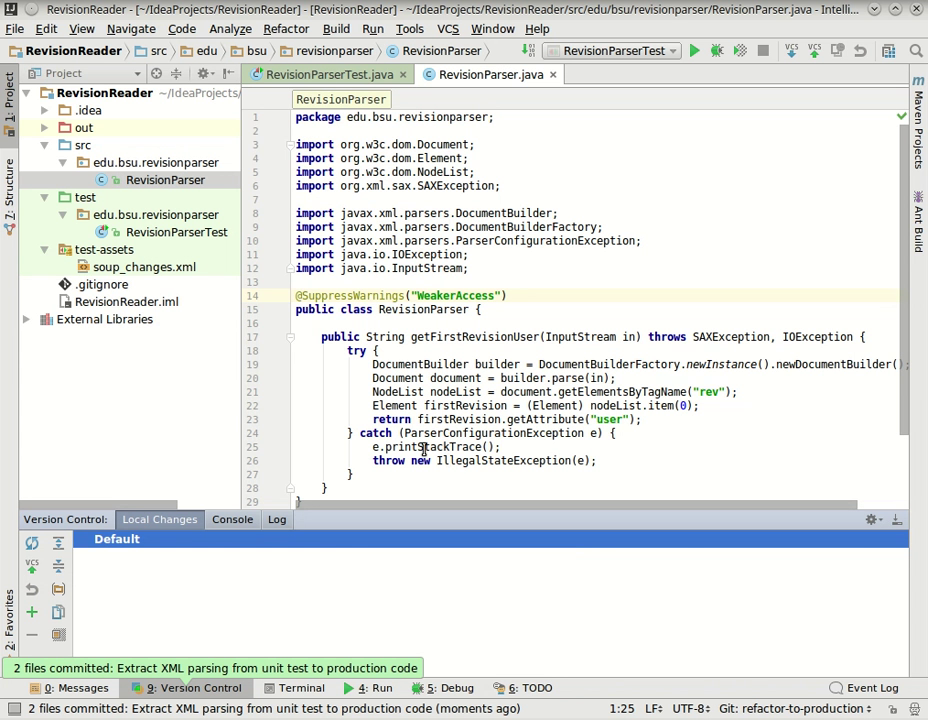 RevisionReader - [~/IdeaProjects/RevisionReader] - [RevisionReader] - ~/IdeaProjects/RevisionReader/src/edu/bsu/revisionparser/RevisionParser.java - Intelli...
File Edit View Navigate Code Analyze Refactor Build Run Tools VCS Window Help
RevisionReader src edu bsu revisionparser RevisionParser RevisionParserTest VCS VCS
1: Project
7: Structure
2: Favorites
Project
RevisionReader ~/IdeaProjects/
.idea
out
src
edu.bsu.revisionparser
RevisionParser
test
edu.bsu.revisionparser
RevisionParserTest
test-assets
soup_changes.xml
.gitignore
RevisionReader.iml
External Libraries
RevisionParserTest.java RevisionParser.java
RevisionParser
1 package edu.bsu.revisionparser;
2
3 import org.w3c.dom.Document;
4 import org.w3c.dom.Element;
5 import org.w3c.dom.NodeList;
6 import org.xml.sax.SAXException;
7
8 import javax.xml.parsers.DocumentBuilder;
9 import javax.xml.parsers.DocumentBuilderFactory;
10 import javax.xml.parsers.ParserConfigurationException;
11 import java.io.IOException;
12 import java.io.InputStream;
13
14 @SuppressWarnings("WeakerAccess")
15 public class RevisionParser {
16
17 public String getFirstRevisionUser(InputStream in) throws SAXException, IOException {
18 try {
19 DocumentBuilder builder = DocumentBuilderFactory.newInstance().newDocumentBuilder();
20 Document document = builder.parse(in);
21 NodeList nodeList = document.getElementsByTagName("rev");
22 Element firstRevision = (Element) nodeList.item(0);
23 return firstRevision.getAttribute("user");
24 } catch (ParserConfigurationException e) {
25 e.printStackTrace();
26 throw new IllegalStateException(e);
27 }
28 }
29 }
Maven Projects
Ant Build
Version Control: Local Changes Console Log
VCS
Default
2 files committed: Extract XML parsing from unit test to production code
0: Messages 9: Version Control Terminal 4: Run 5: Debug 6: TODO Event Log
2 files committed: Extract XML parsing from unit test to production code (moments ago) 1:25 LF UTF-8 Git: refactor-to-production